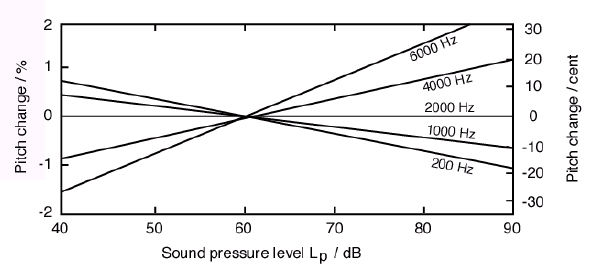 2
1
0
-1
-2
Pitch change / %
30
20
10
0
-10
-20
-30
Pitch change / cent
6000 Hz
4000 Hz
2000 Hz
1000 Hz
200 Hz
40 50 60 70 80 90
Sound pressure level Lp / dB